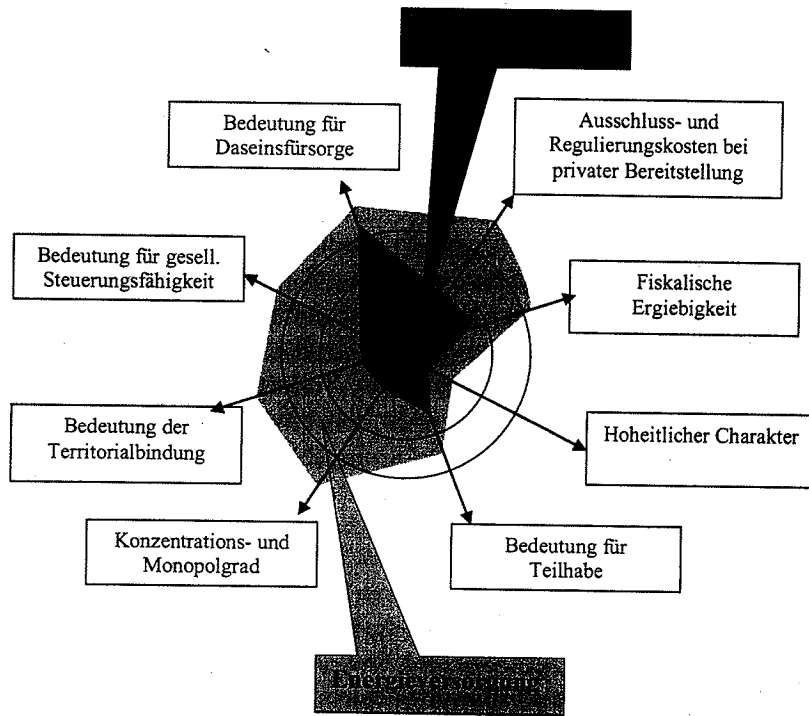 Bedeutung für
Daseinsfürsorge
Ausschluss- und
Regulierungskosten bei
privater Bereitstellung
Bedeutung für gesell.
Steuerungsfähigkeit
Fiskalische
Ergiebigkeit
Bedeutung der
Territorialbindung
Hoheitlicher Charakter
Konzentrations- und
Monopolgrad
Bedeutung für
Teilhabe
Energieversorgung